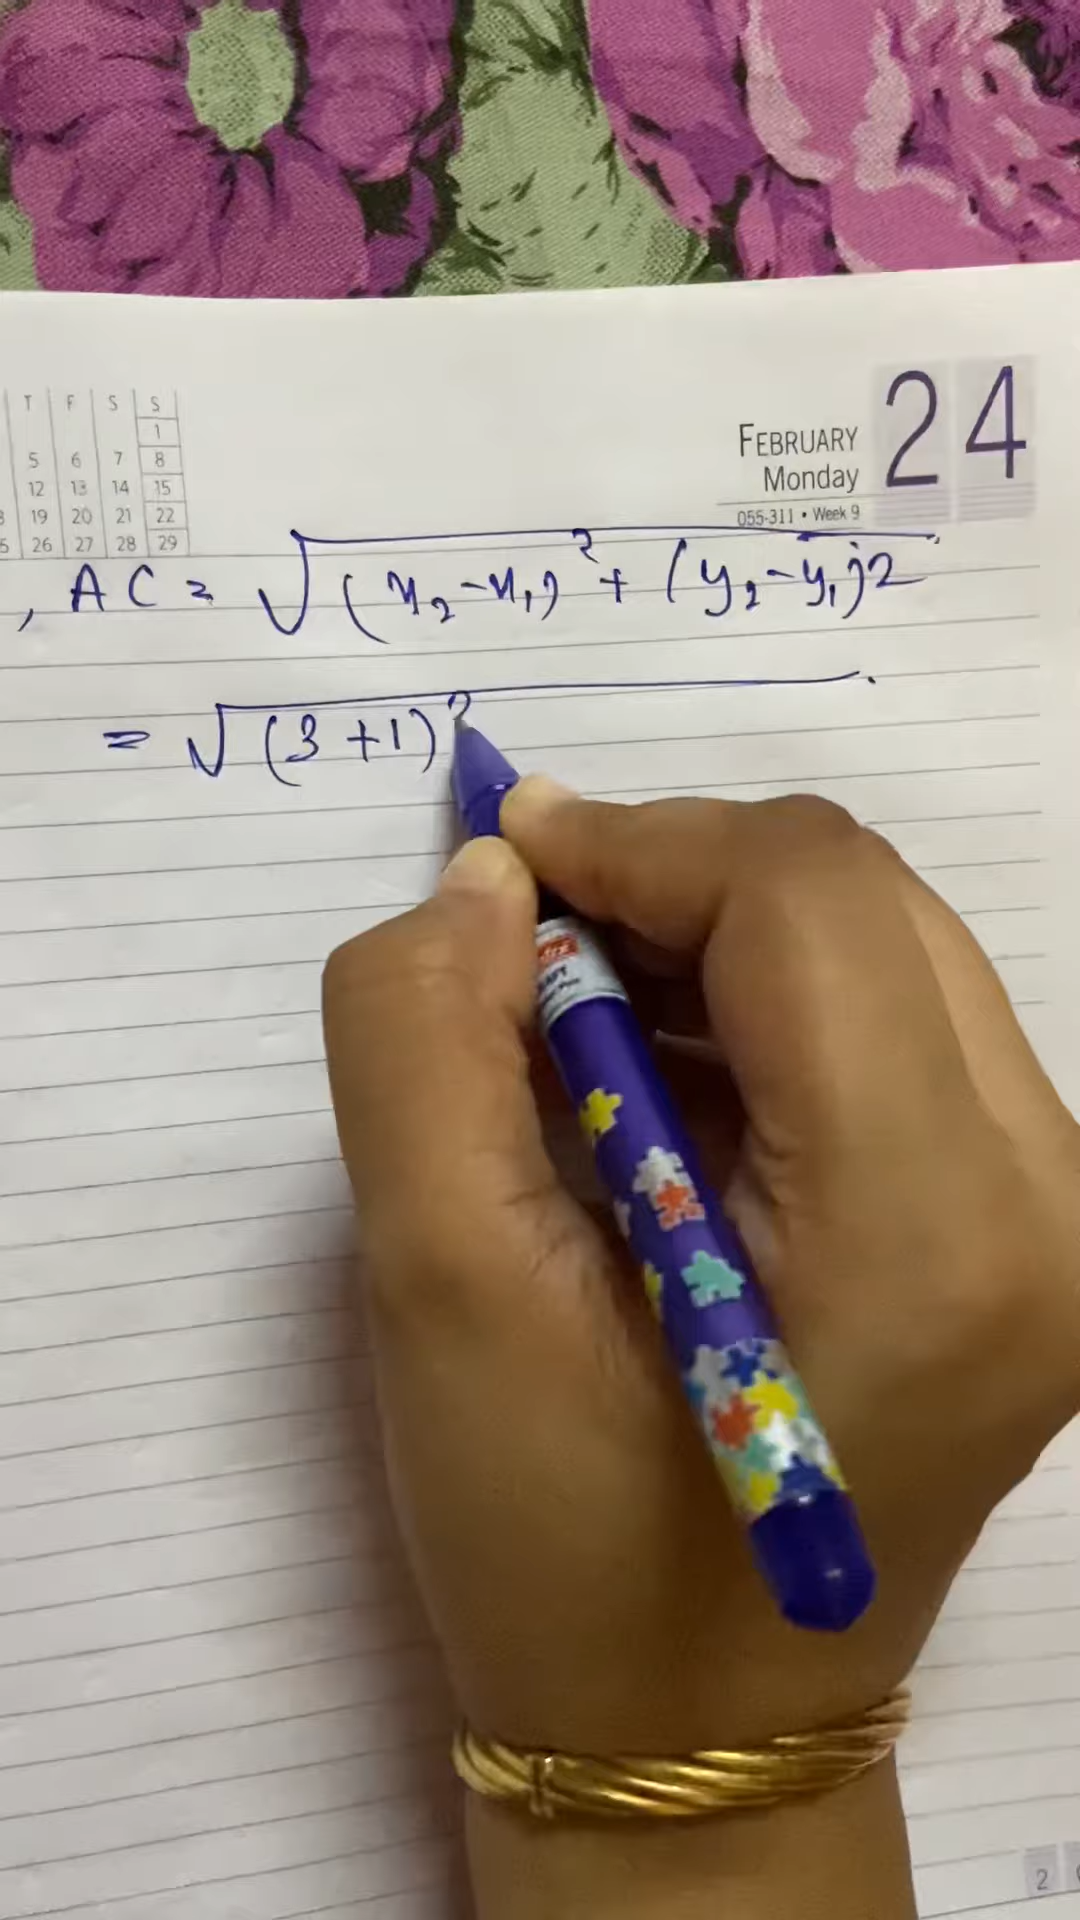 T F S S
1
5 6 7 8
12 13 14 15
19 20 21 22
26 27 28 29
24
FEBRUARY
Monday
055-311 • Week 9
, AC = √(x₂-x₁)² + (y₂-y₁)2
= √(3+1)²
2